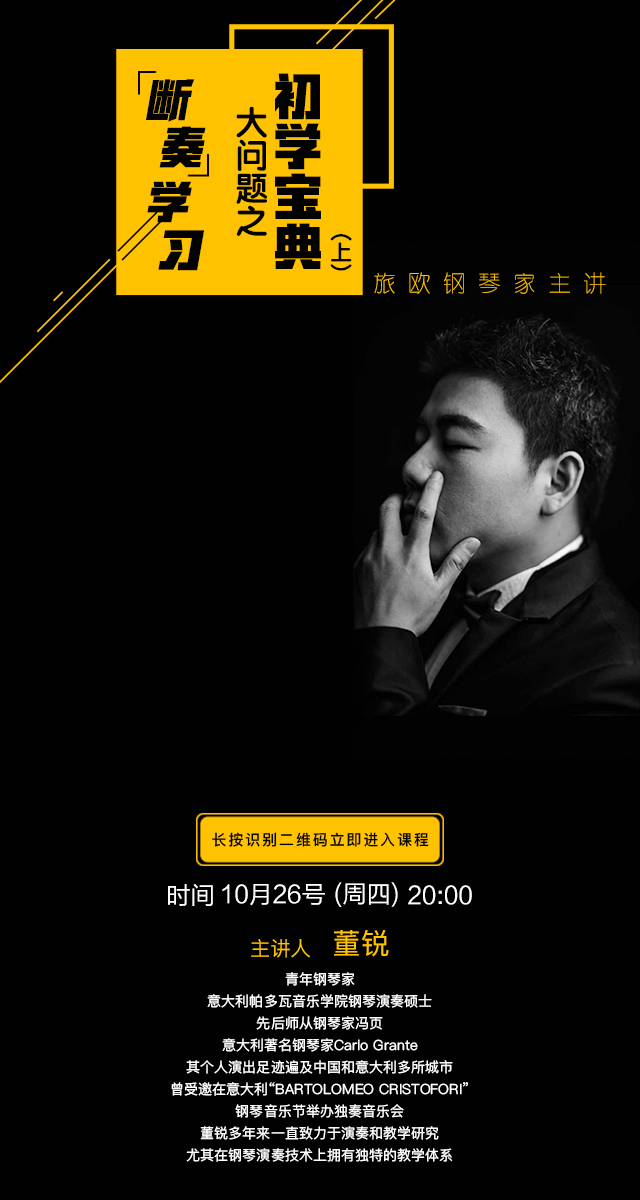 初学宝典(上)
大问题之
「断奏」学习
旅欧钢琴家主讲
长按识别二维码立即进入课程
时间 10月26号 (周四) 20:00
主讲人 董锐
青年钢琴家
意大利帕多瓦音乐学院钢琴演奏硕士
先后师从钢琴家冯页
意大利著名钢琴家Carlo Grante
其个人演出足迹遍及中国和意大利多所城市
曾受邀在意大利“BARTOLOMEO CRISTOFORI”
钢琴音乐节举办独奏音乐会
董锐多年来一直致力于演奏和教学研究
尤其在钢琴演奏技术上拥有独特的教学体系